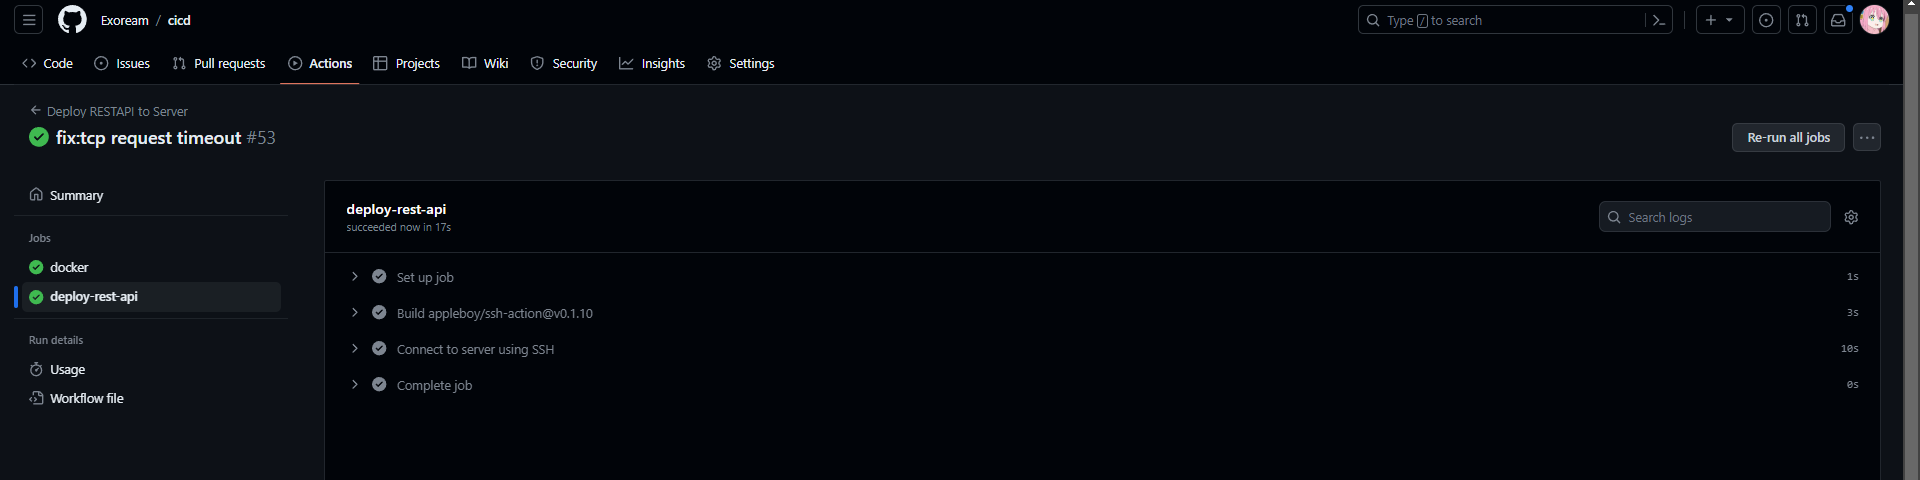 Exoream / cicd
Type / to search
Code Issues Pull requests Actions Projects Wiki Security Insights Settings
Deploy RESTAPI to Server
fix:tcp request timeout #53
Re-run all jobs
Summary
Jobs
docker
deploy-rest-api
Run details
Usage
Workflow file
deploy-rest-api
succeeded now in 17s
Search logs
Set up job 1s
Build appleboy/ssh-action@v0.1.10 3s
Connect to server using SSH 10s
Complete job 0s